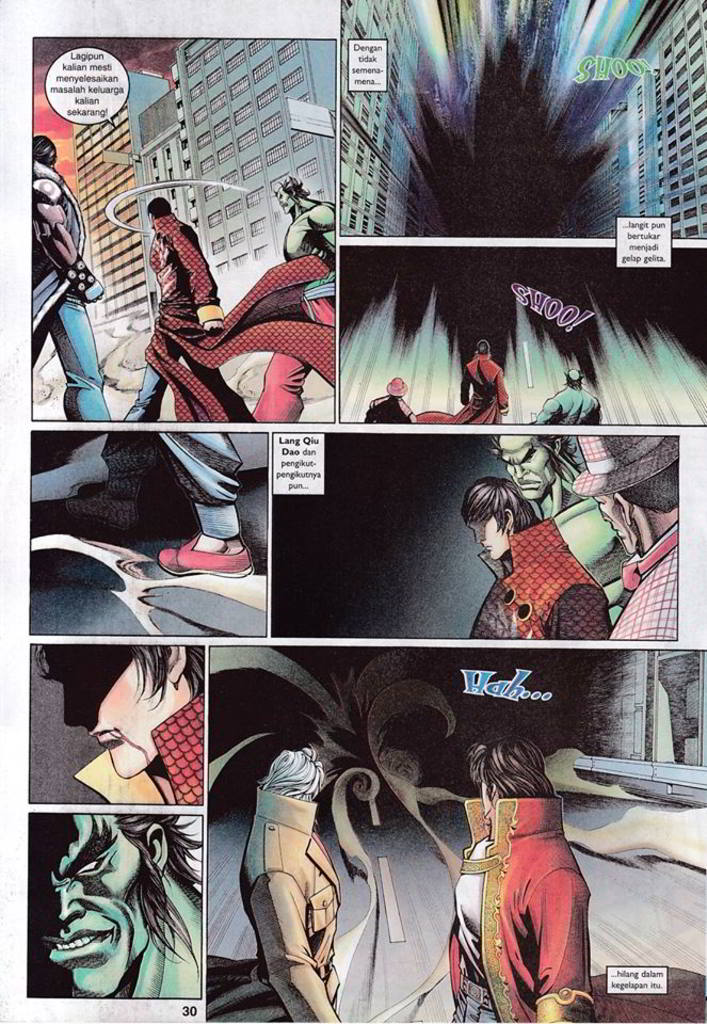 Lagipun
kalian mesti
menyelesaikan
masalah keluarga
kalian
sekarang!
Dengan
tidak
semena-
mena...
SHOO
...langit pun
bertukar
menjadi
gelap gelita.
SHOO!
Lang Qiu
Dao dan
pengikut-
pengikutnya
pun...
Hah...
...hilang dalam
kegelapan itu.
30